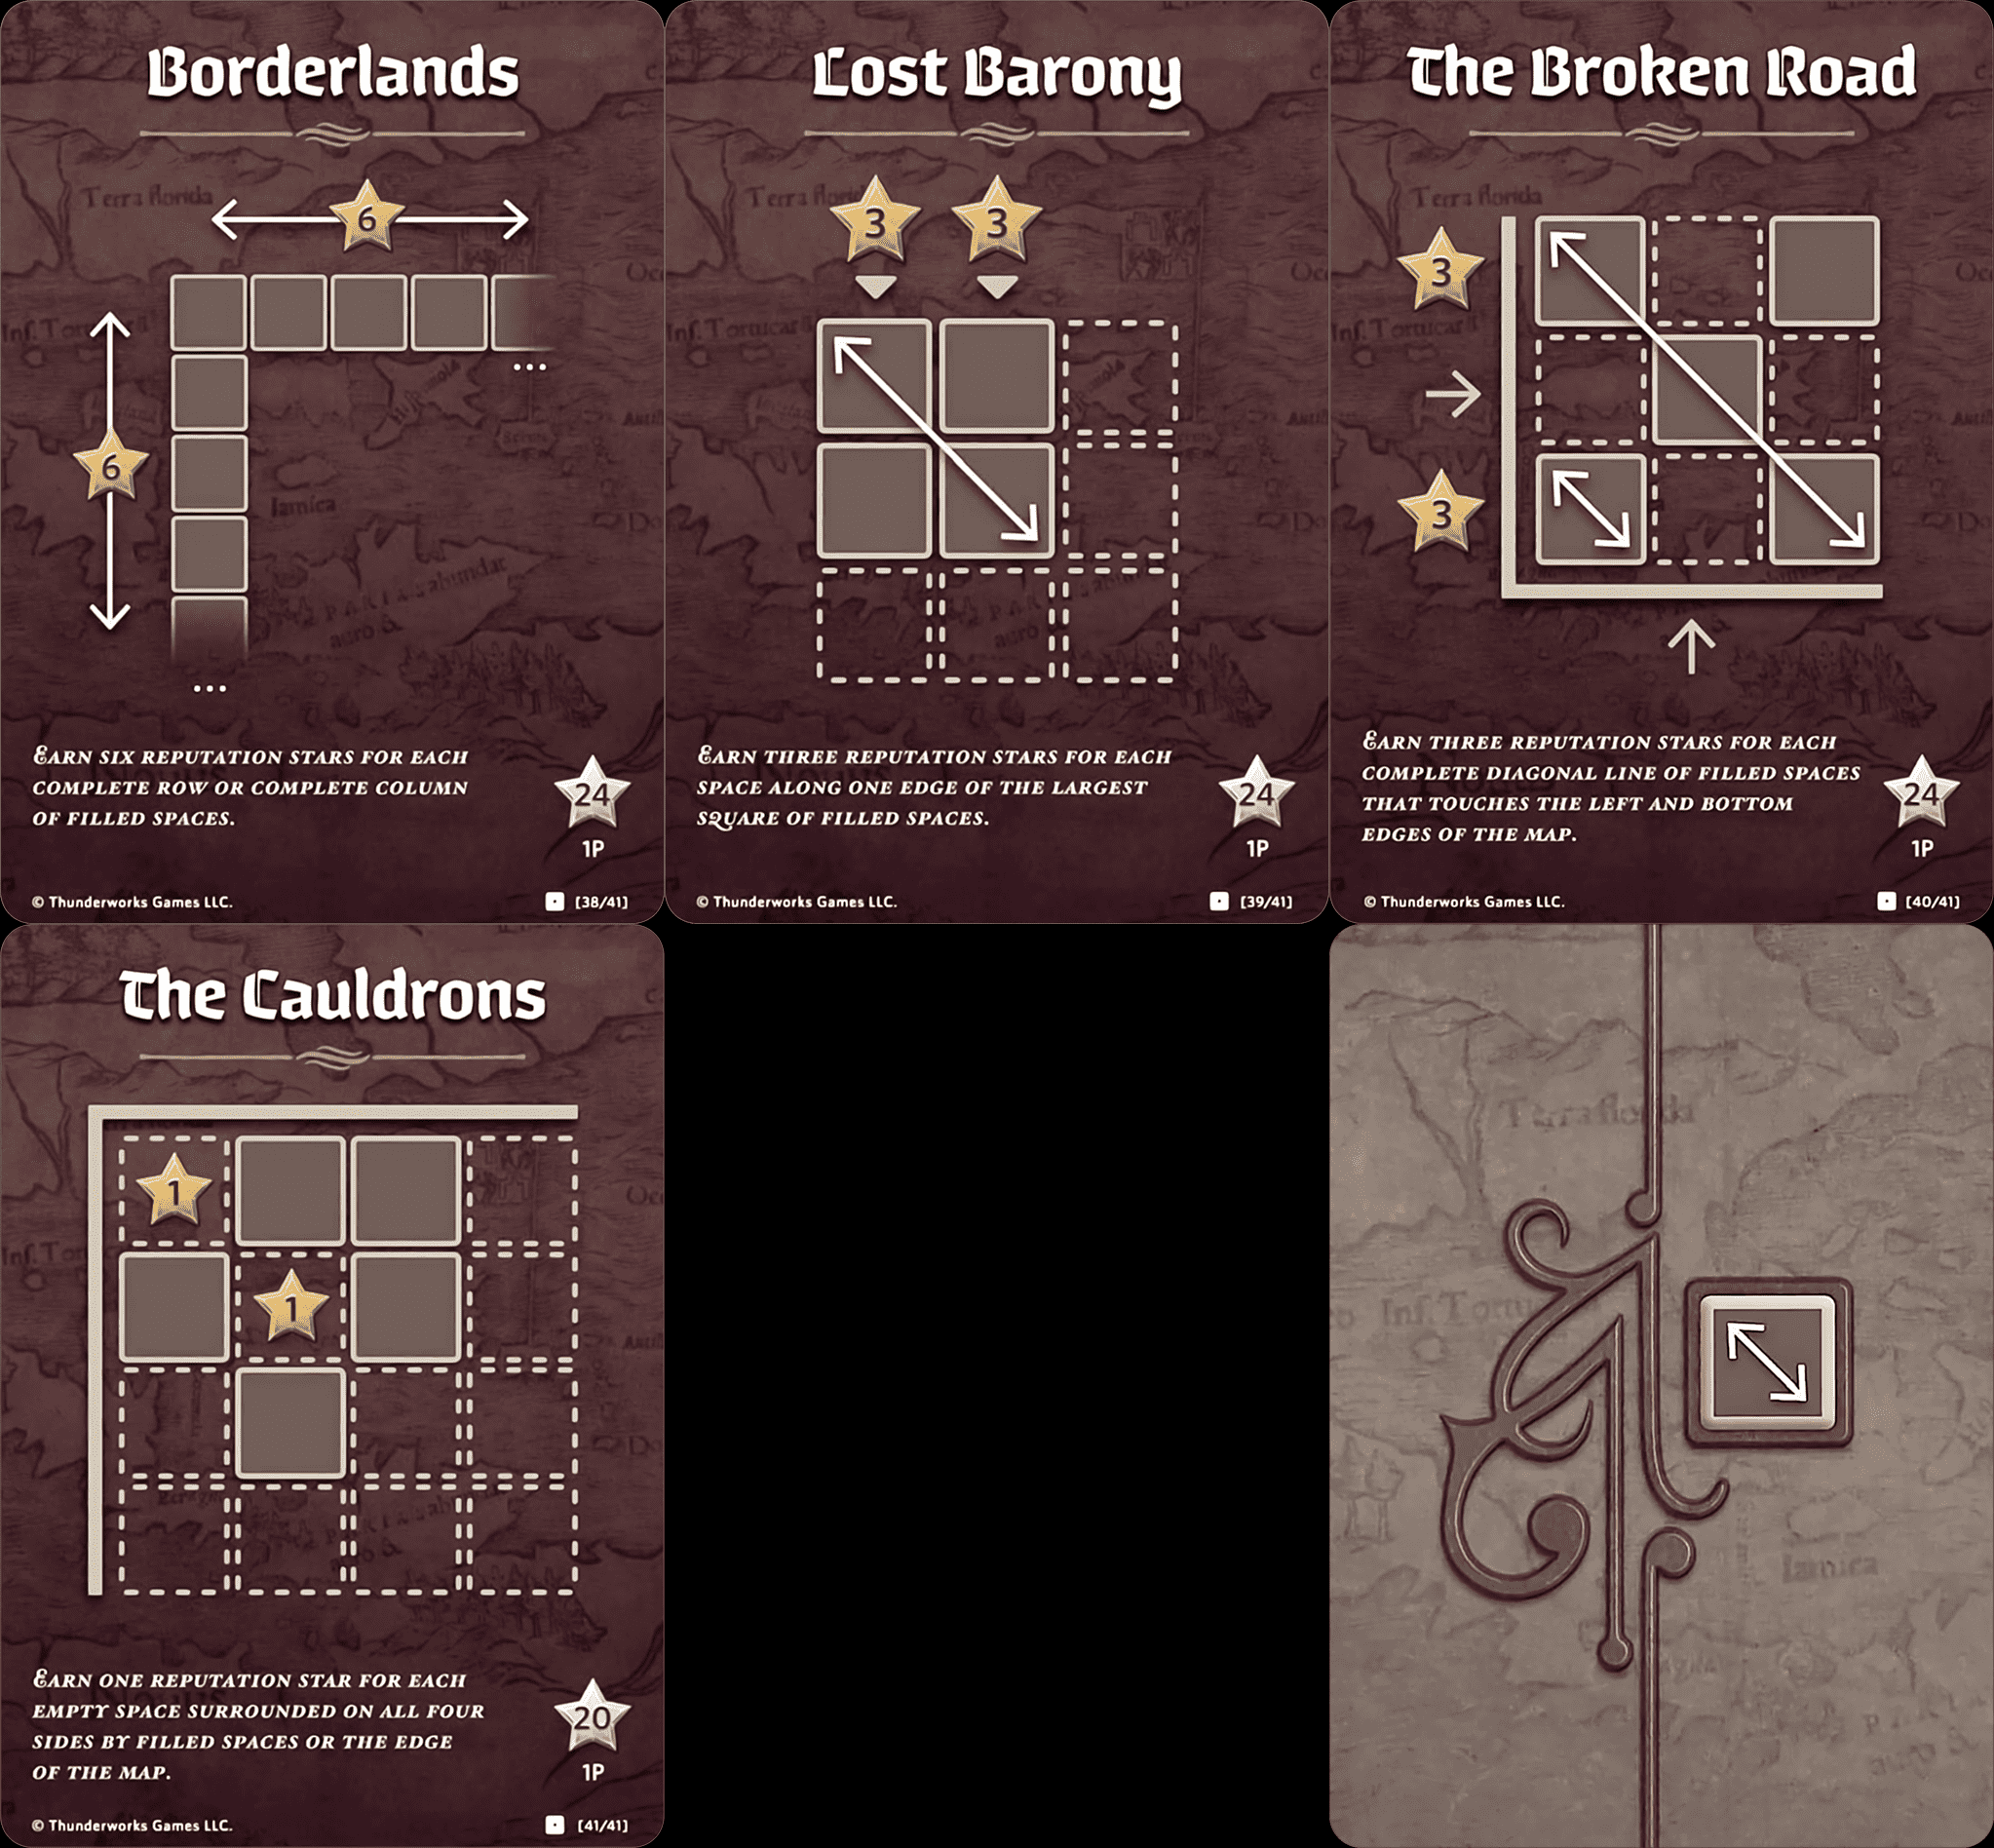 Borderlands
6
6
...
...
Earn six reputation stars for each
complete row or complete column
of filled spaces.
24
1P
© Thunderworks Games LLC.
[38/41]
Lost Barony
3 3
Earn three reputation stars for each
space along one edge of the largest
square of filled spaces.
24
1P
© Thunderworks Games LLC.
[39/41]
The Broken Road
3
3
Earn three reputation stars for each
complete diagonal line of filled spaces
that touches the left and bottom
edges of the map.
24
1P
© Thunderworks Games LLC.
[40/41]
The Cauldrons
1
1
Earn one reputation star for each
empty space surrounded on all four
sides by filled spaces or the edge
of the map.
20
1P
© Thunderworks Games LLC.
[41/41]
Terra florida
Iamica